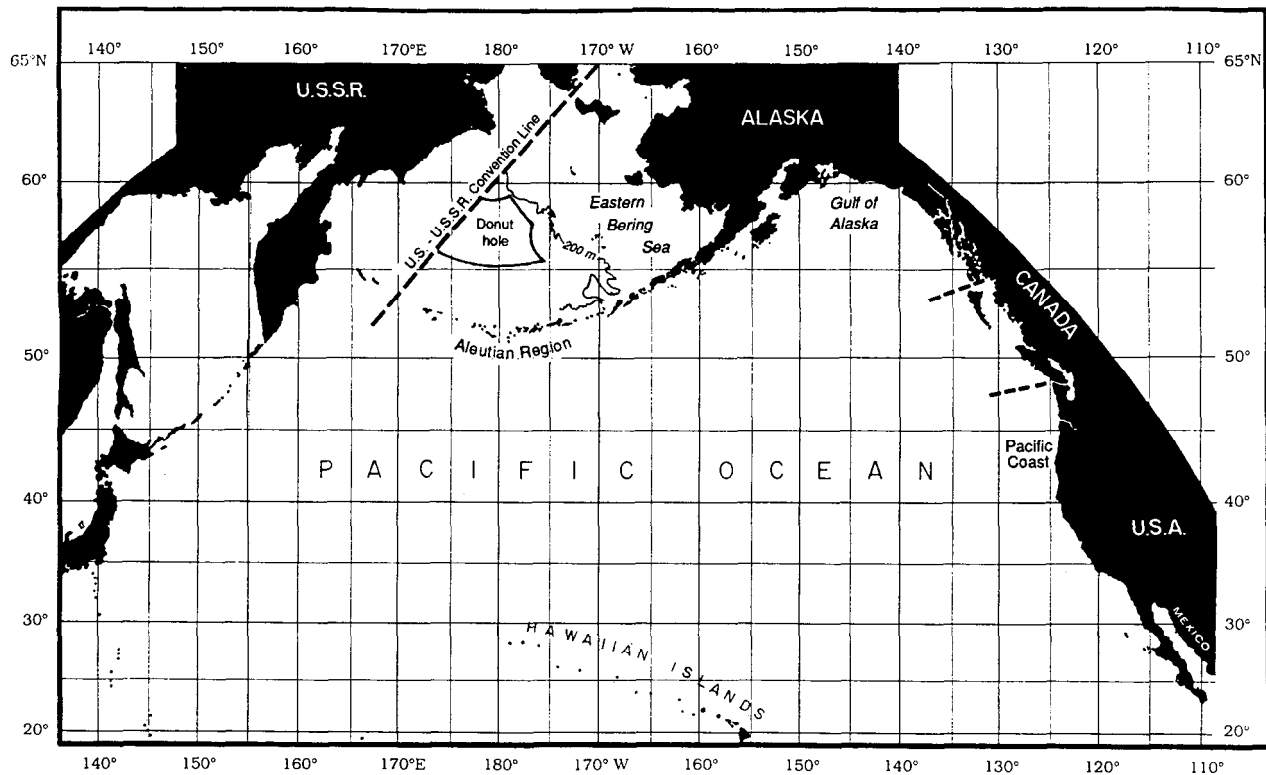 140° 150° 160° 170°E 180° 170°W 160° 150° 140° 130° 120° 110°
65°N 65°N
U.S.S.R.
ALASKA
U.S. - U.S.S.R. Convention Line
60° 60°
Donut
hole
200 m
Eastern
Bering
Sea
Gulf of
Alaska
CANADA
50° 50°
Aleutian Region
Pacific
Coast
PACIFIC OCEAN
40° 40°
U.S.A.
30° 30°
MEXICO
HAWAIIAN ISLANDS
20° 20°
140° 150° 160° 170°E 180° 170°W 160° 150° 140° 130° 120° 110°